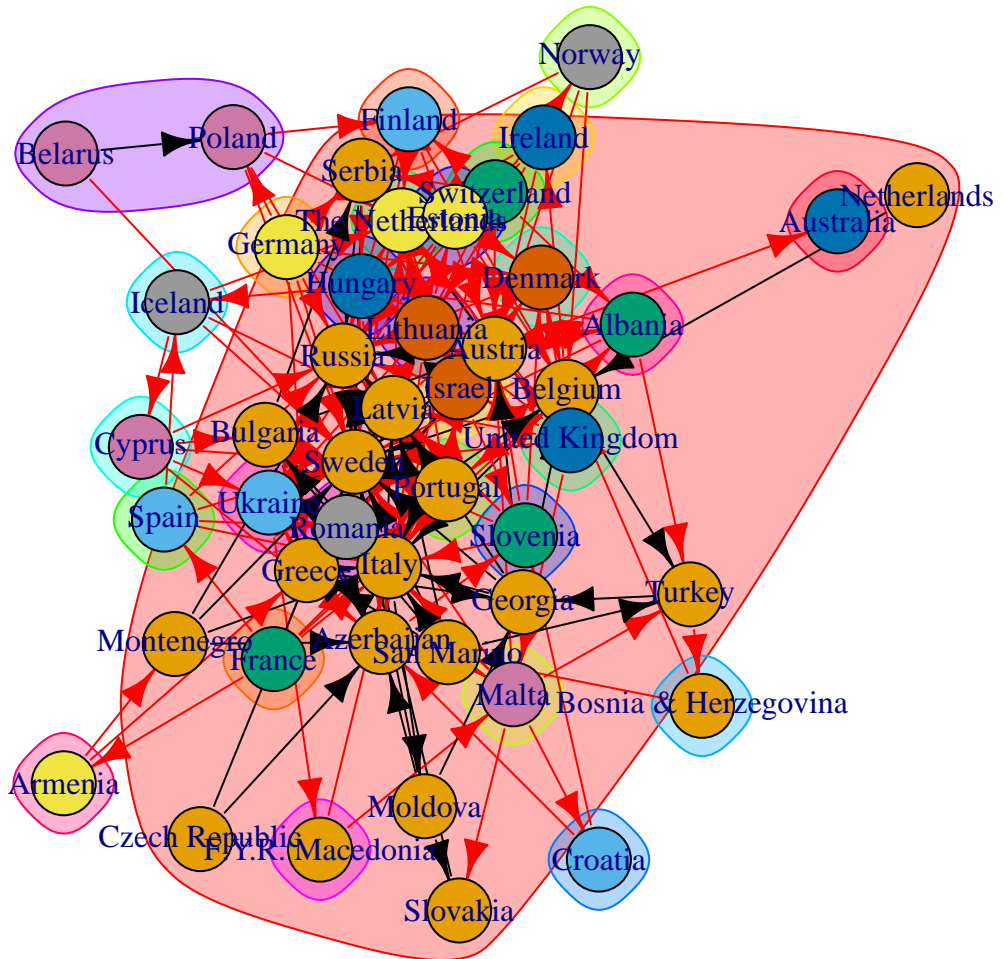 Norway
Finland
Ireland
Belarus
Poland
Serbia
Switzerland
Netherlands
The Netherlands
Estonia
Australia
Germany
Hungary
Denmark
Iceland
Lithuania
Albania
Russia
Austria
Israel
Belgium
Latvia
Bulgaria
Cyprus
United Kingdom
Sweden
Portugal
Ukraine
Spain
Romania
Slovenia
Greece
Italy
Georgia
Turkey
Montenegro
Azerbaijan
San Marino
France
Malta
Bosnia & Herzegovina
Armenia
Moldova
Czech Republic
F.Y.R. Macedonia
Croatia
Slovakia